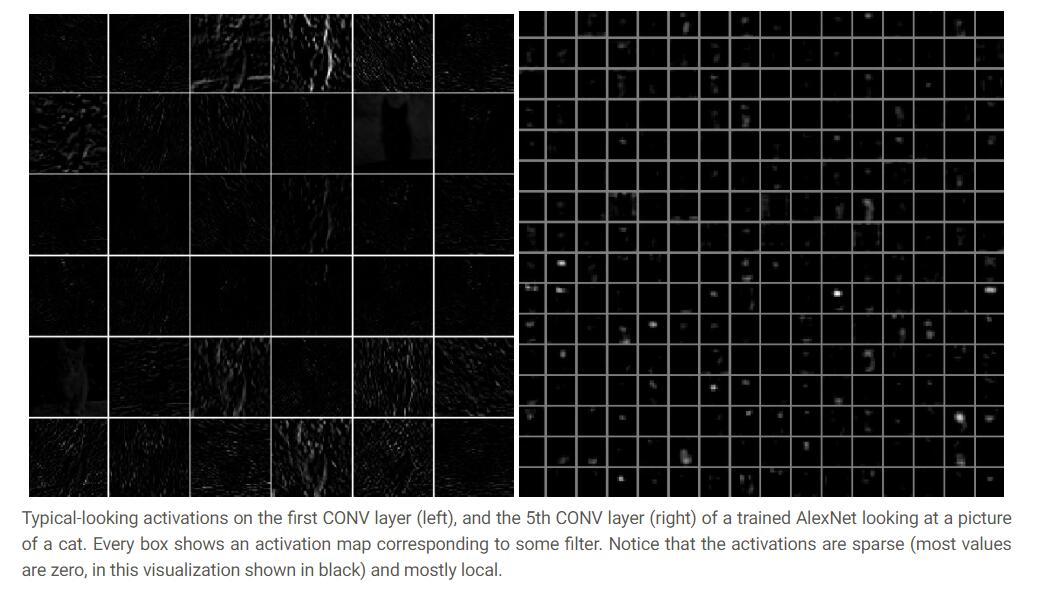 Typical-looking activations on the first CONV layer (left), and the 5th CONV layer (right) of a trained AlexNet looking at a picture
of a cat. Every box shows an activation map corresponding to some filter. Notice that the activations are sparse (most values
are zero, in this visualization shown in black) and mostly local.